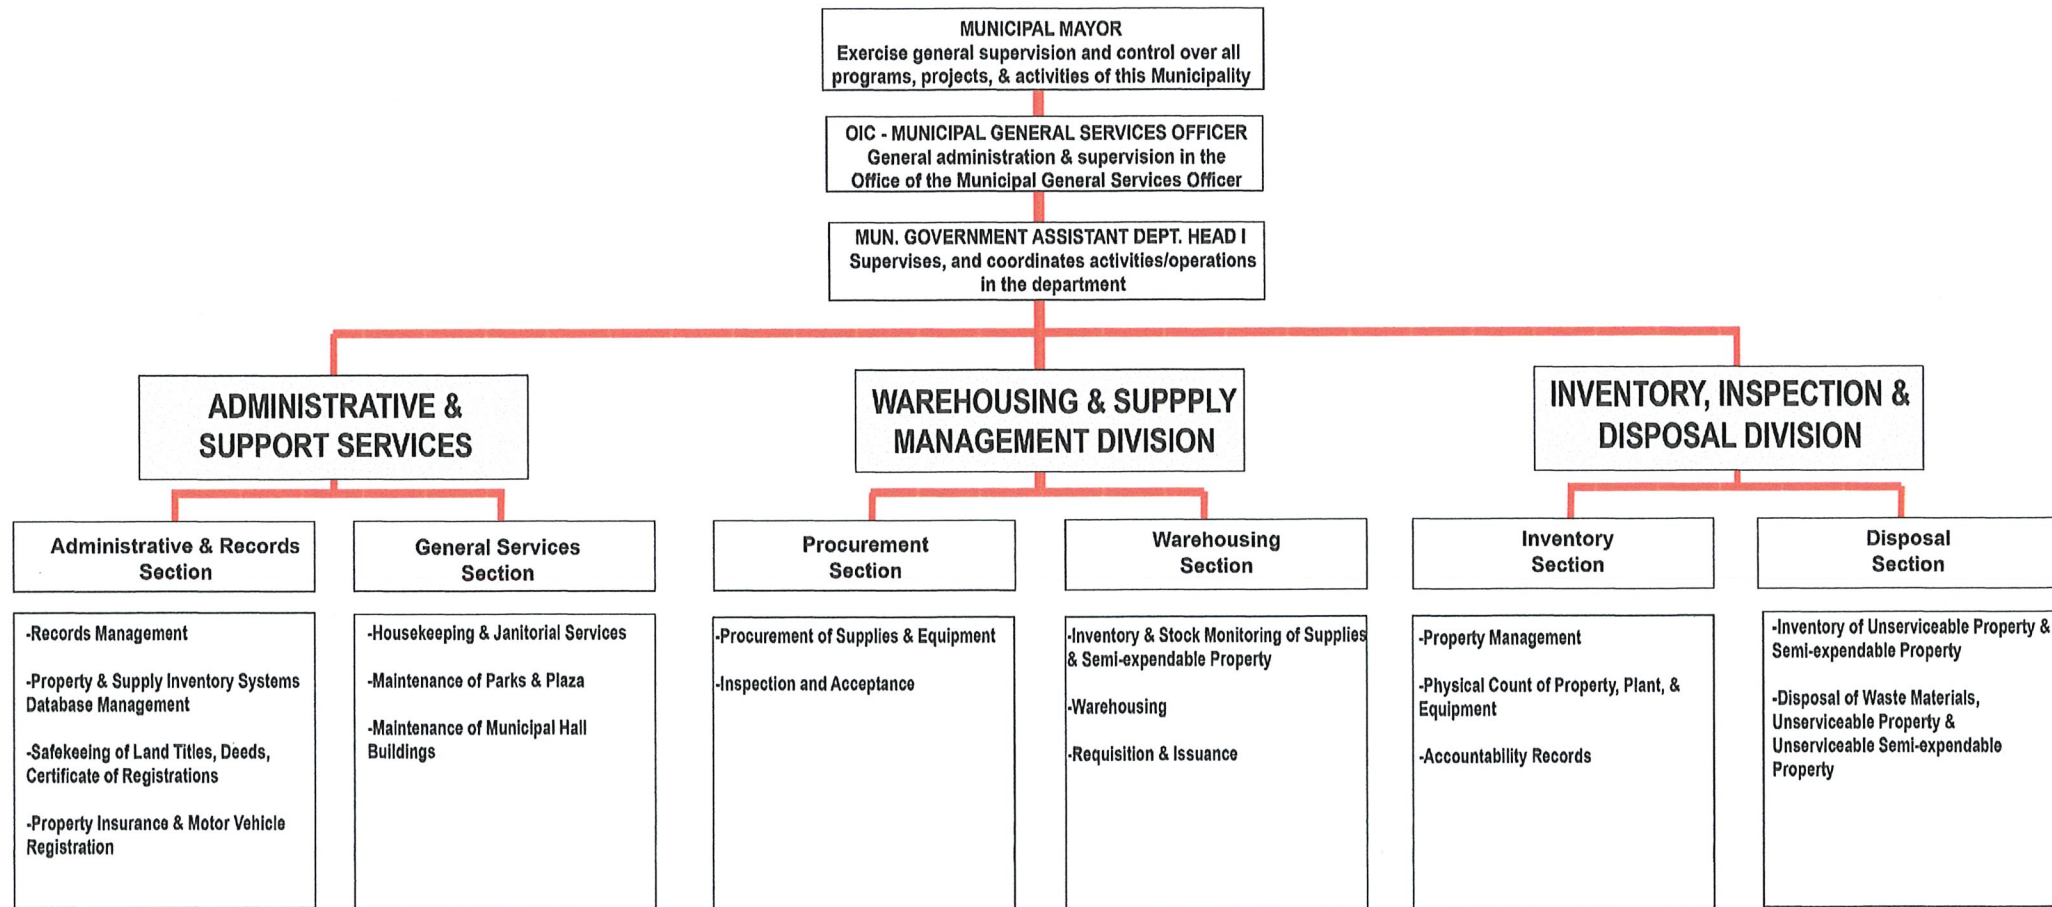 MUNICIPAL MAYOR
Exercise general supervision and control over all
programs, projects, & activities of this Municipality
OIC - MUNICIPAL GENERAL SERVICES OFFICER
General administration & supervision in the
Office of the Municipal General Services Officer
MUN. GOVERNMENT ASSISTANT DEPT. HEAD I
Supervises, and coordinates activities/operations
in the department
ADMINISTRATIVE &
SUPPORT SERVICES
WAREHOUSING & SUPPPLY
MANAGEMENT DIVISION
INVENTORY, INSPECTION &
DISPOSAL DIVISION
Administrative & Records
Section
General Services
Section
Procurement
Section
Warehousing
Section
Inventory
Section
Disposal
Section
-Records Management
-Property & Supply Inventory Systems
Database Management
-Safekeeing of Land Titles, Deeds,
Certificate of Registrations
-Property Insurance & Motor Vehicle
Registration
-Housekeeping & Janitorial Services
-Maintenance of Parks & Plaza
-Maintenance of Municipal Hall
Buildings
-Procurement of Supplies & Equipment
-Inspection and Acceptance
-Inventory & Stock Monitoring of Supplies
& Semi-expendable Property
-Warehousing
-Requisition & Issuance
-Property Management
-Physical Count of Property, Plant, &
Equipment
-Accountability Records
-Inventory of Unserviceable Property &
Semi-expendable Property
-Disposal of Waste Materials,
Unserviceable Property &
Unserviceable Semi-expendable
Property